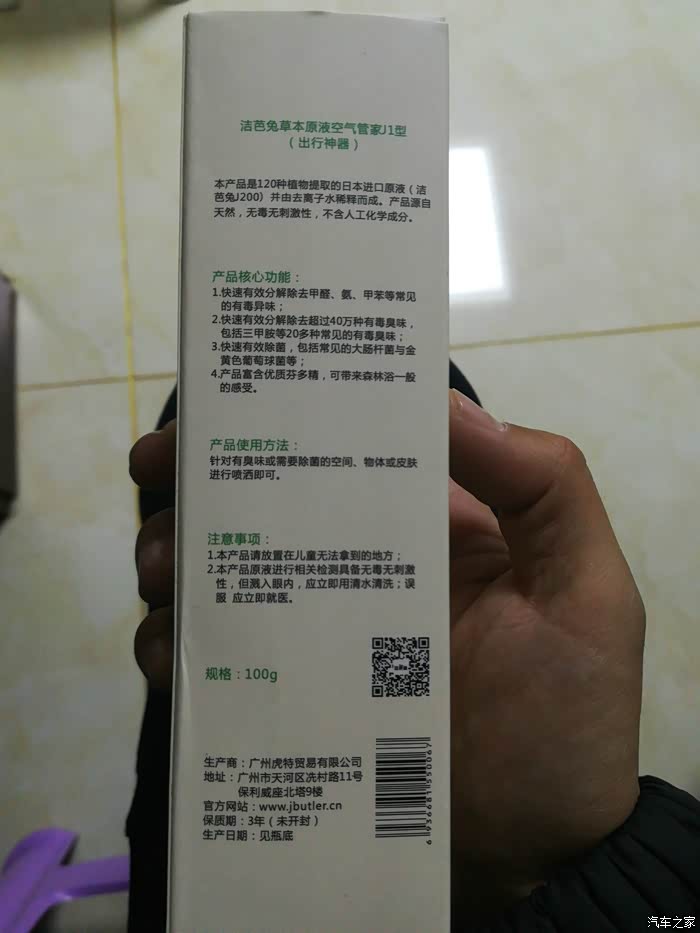 洁芭兔草本原液空气管家J1型
（出行神器）
本产品是120种植物提取的日本进口原液（洁
芭兔J200）并由去离子水稀释而成。产品源自
天然，无毒无刺激性，不含人工化学成分。
产品核心功能：
1.快速有效分解除去甲醛、氨、甲苯等常见
的有毒异味；
2.快速有效分解除去超过40万种有毒臭味，
包括三甲胺等20多种常见的有毒臭味；
3.快速有效除菌，包括常见的大肠杆菌与金
黄色葡萄球菌等；
4.产品富含优质芬多精，可带来森林浴一般
的感受。
产品使用方法：
针对有臭味或需要除菌的空间、物体或皮肤
进行喷洒即可。
注意事项：
1.本产品请放置在儿童无法拿到的地方；
2.本产品原液进行相关检测具备无毒无刺激
性，但溅入眼内，应立即用清水清洗；误
服 应立即就医。
规格：100g
生产商：广州虎特贸易有限公司
地址：广州市天河区冼村路11号
保利威座北塔9楼
官方网站：www.jbutler.cn
保质期：3年（未开封）
生产日期：见瓶底
6 936681 550067
汽车之家